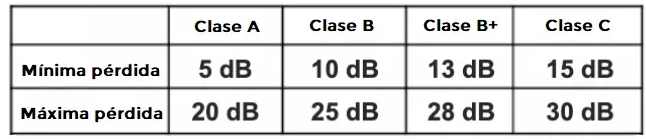 Clase A Clase B Clase B+ Clase C
Mínima pérdida 5 dB 10 dB 13 dB 15 dB
Máxima pérdida 20 dB 25 dB 28 dB 30 dB